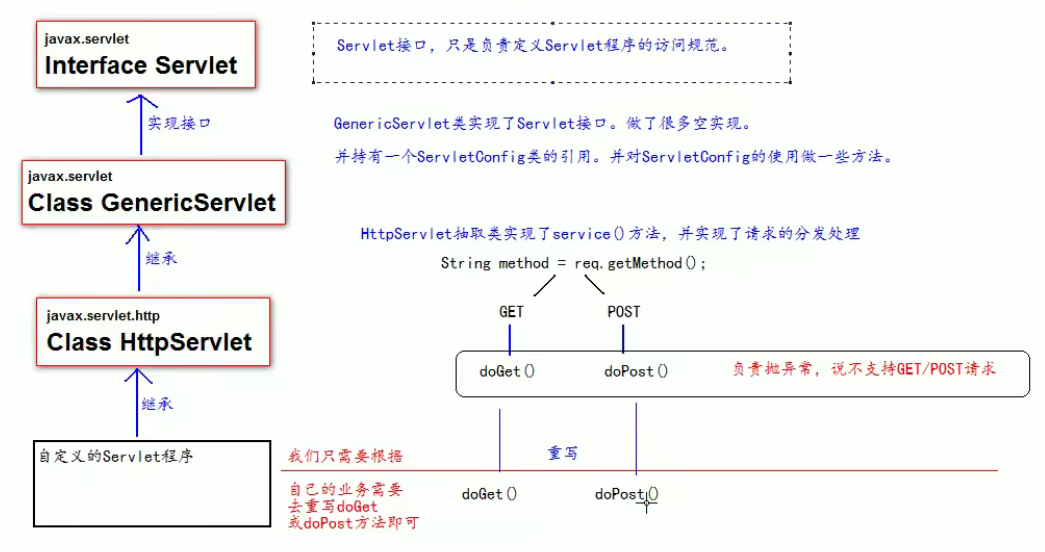 javax.servlet
Interface Servlet
Servlet接口，只是负责定义Servlet程序的访问规范。
实现接口
GenericServlet类实现了Servlet接口。做了很多空实现。
并持有一个ServletConfig类的引用。并对ServletConfig的使用做一些方法。
javax.servlet
Class GenericServlet
继承
HttpServlet抽取类实现了service()方法，并实现了请求的分发处理
String method = req.getMethod();
GET
POST
javax.servlet.http
Class HttpServlet
doGet()
doPost()
负责抛异常，说不支持GET/POST请求
继承
自定义的Servlet程序
我们只需要根据
自己的业务需要
去重写doGet
或doPost方法即可
重写
doGet()
doPost()